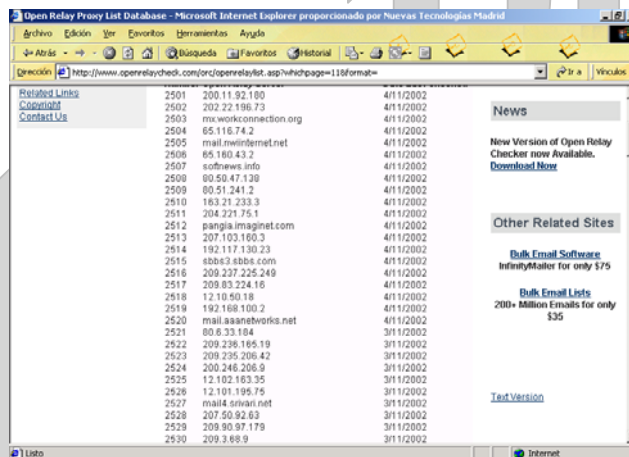 Open Relay Proxy List Database - Microsoft Internet Explorer proporcionado por Nuevas Tecnologías Madrid
Archivo Edición Ver Favoritos Herramientas Ayuda
Atrás Búsqueda Favoritos Historial
Dirección http://www.openrelaycheck.com/orc/openrelaylist.asp?whichpage=118format= Ir a Vínculos
Related Links
Copyright
Contact Us
2501 200.11.92.180 4/11/2002
2502 202.22.196.73 4/11/2002
2503 mx.workconnection.org 4/11/2002
2504 65.116.74.2 4/11/2002
2505 mail.nwiinternet.net 4/11/2002
2506 65.160.43.2 4/11/2002
2507 softnews.info 4/11/2002
2508 80.50.47.138 4/11/2002
2509 80.51.241.2 4/11/2002
2510 163.21.233.3 4/11/2002
2511 204.221.75.1 4/11/2002
2512 pangia.imaginet.com 4/11/2002
2513 207.103.160.3 4/11/2002
2514 192.117.130.23 4/11/2002
2515 sbbs3.sbbs.com 4/11/2002
2516 209.237.225.249 4/11/2002
2517 209.83.224.16 4/11/2002
2518 12.10.50.18 4/11/2002
2519 192.168.100.2 4/11/2002
2520 mail.aaanetworks.net 4/11/2002
2521 80.6.33.184 3/11/2002
2522 209.236.165.19 3/11/2002
2523 209.235.206.42 3/11/2002
2524 200.246.206.9 3/11/2002
2525 12.102.163.35 3/11/2002
2526 12.101.195.75 3/11/2002
2527 mail4.srivari.net 3/11/2002
2528 207.50.92.63 3/11/2002
2529 209.90.97.179 3/11/2002
2530 209.3.68.9 3/11/2002
News
New Version of Open Relay
Checker now Available.
Download Now
Other Related Sites
Bulk Email Software
InfinityMailer for only $75
Bulk Email Lists
200+ Million Emails for only
$35
Text Version
Listo Internet